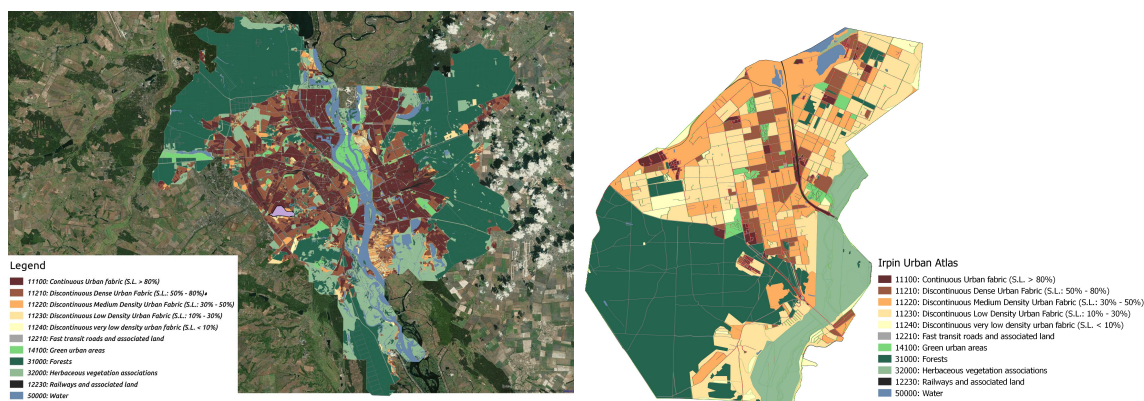 Legend
11100: Continuous Urban fabric (S.L. > 80%)
11210: Discontinuous Dense Urban Fabric (S.L.: 50% - 80%)
11220: Discontinuous Medium Density Urban Fabric (S.L.: 30% - 50%)
11230: Discontinuous Low Density Urban Fabric (S.L.: 10% - 30%)
11240: Discontinuous very low density urban fabric (S.L. < 10%)
12210: Fast transit roads and associated land
14100: Green urban areas
31000: Forests
32000: Herbaceous vegetation associations
12230: Railways and associated land
50000: Water
Irpin Urban Atlas
11100: Continuous Urban fabric (S.L. > 80%)
11210: Discontinuous Dense Urban Fabric (S.L.: 50% - 80%)
11220: Discontinuous Medium Density Urban Fabric (S.L.: 30% - 50%)
11230: Discontinuous Low Density Urban Fabric (S.L.: 10% - 30%)
11240: Discontinuous very low density urban fabric (S.L. < 10%)
12210: Fast transit roads and associated land
14100: Green urban areas
31000: Forests
32000: Herbaceous vegetation associations
12230: Railways and associated land
50000: Water